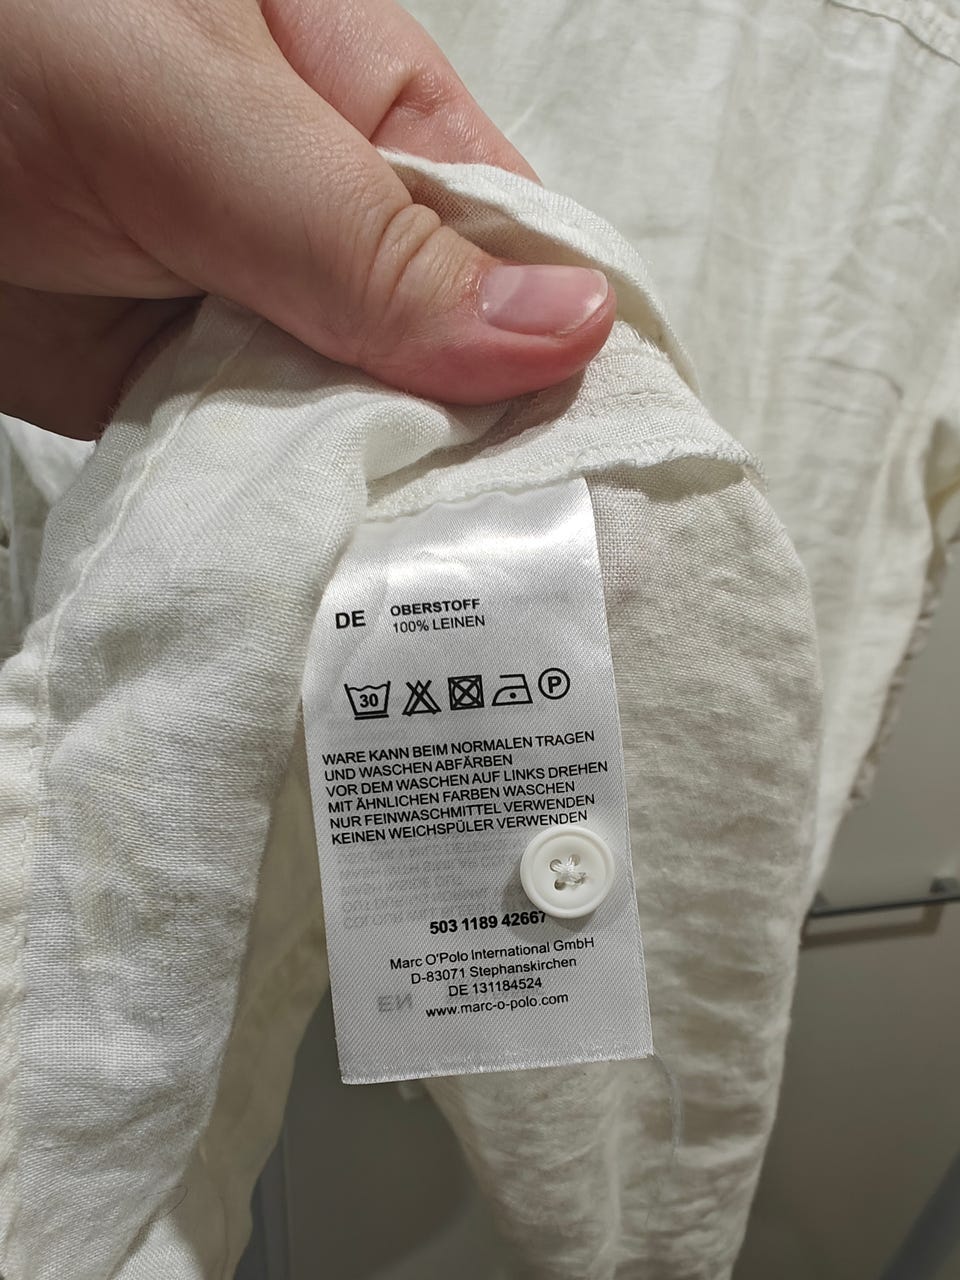 DE OBERSTOFF
100% LEINEN
30 P
WARE KANN BEIM NORMALEN TRAGEN
UND WASCHEN ABFÄRBEN
VOR DEM WASCHEN AUF LINKS DREHEN
MIT ÄHNLICHEN FARBEN WASCHEN
NUR FEINWASCHMITTEL VERWENDEN
KEINEN WEICHSPÜLER VERWENDEN
503 1189 42667
Marc O'Polo International GmbH
D-83071 Stephanskirchen
DE 131184524
www.marc-o-polo.com
EN